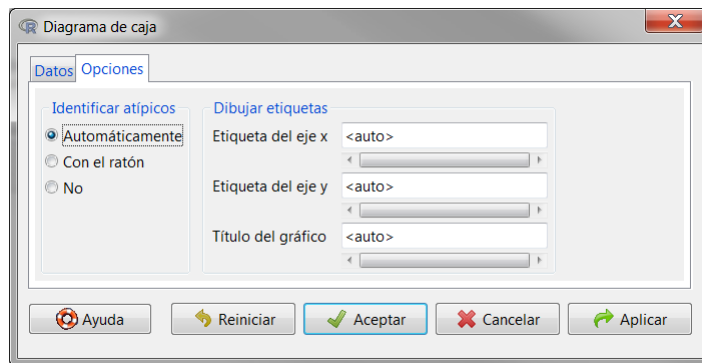 Diagrama de caja
Datos Opciones
Identificar atípicos
Automáticamente
Con el ratón
No
Dibujar etiquetas
Etiqueta del eje x <auto>
Etiqueta del eje y <auto>
Título del gráfico <auto>
Ayuda Reiniciar Aceptar Cancelar Aplicar